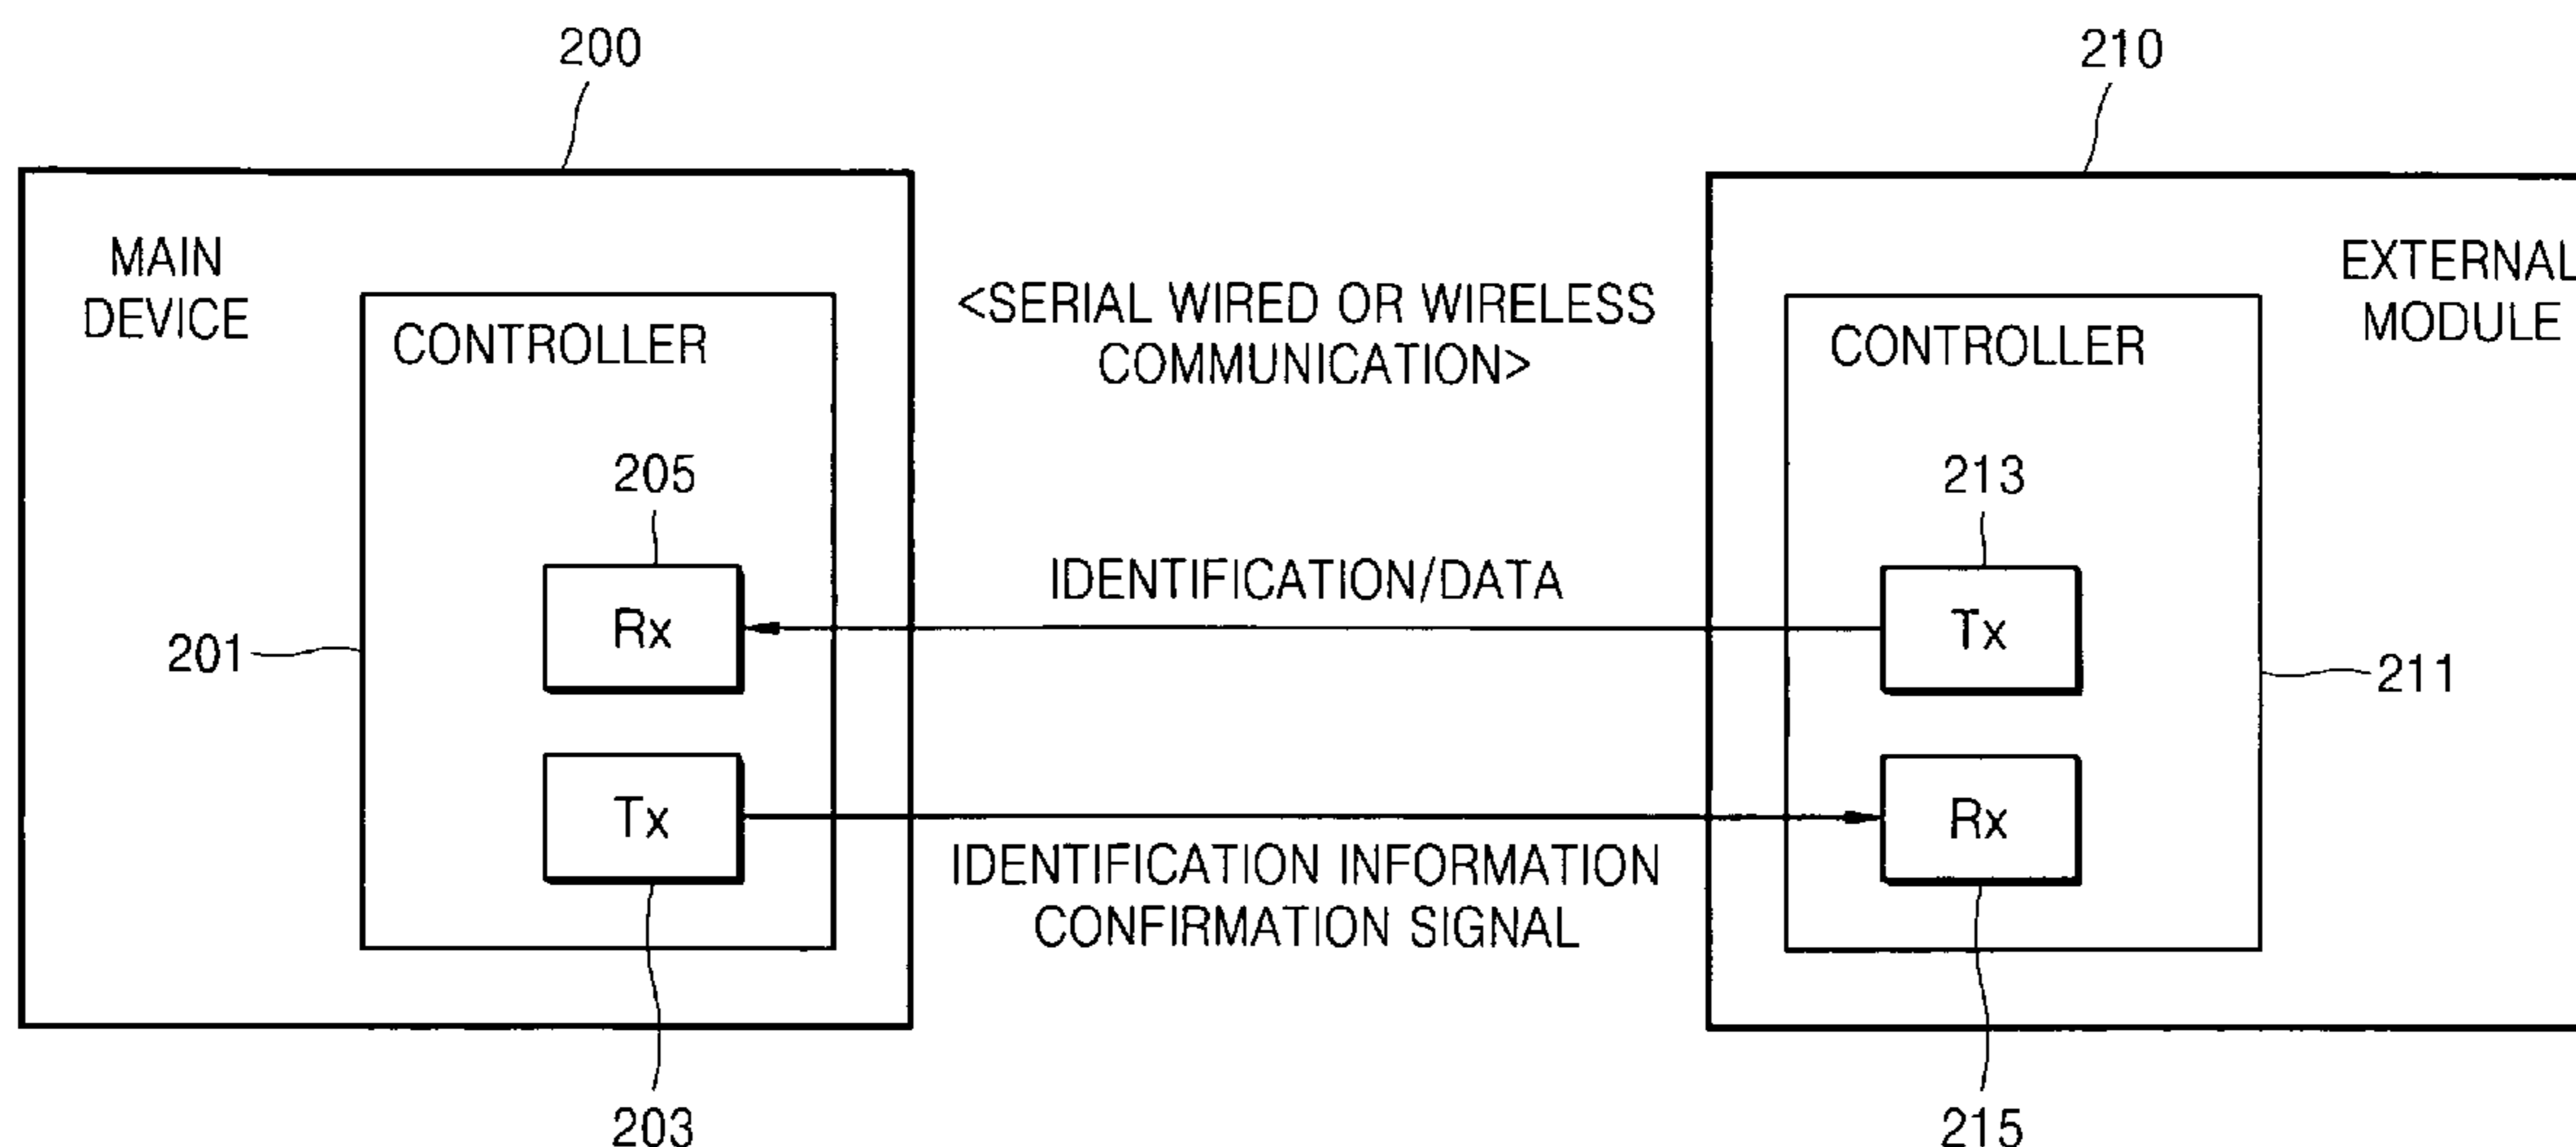 200
210
MAIN
DEVICE
CONTROLLER
<SERIAL WIRED OR WIRELESS
COMMUNICATION>
EXTERNAL
MODULE
CONTROLLER
205
213
IDENTIFICATION/DATA
Rx
Tx
201
211
Tx
Rx
IDENTIFICATION INFORMATION
CONFIRMATION SIGNAL
203
215